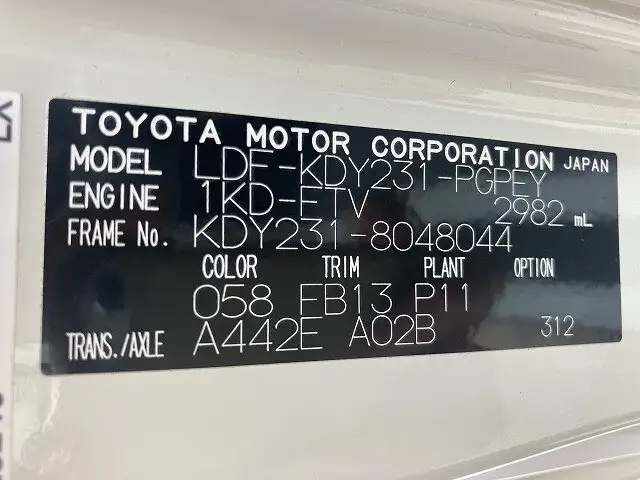 TOYOTA MOTOR CORPORATION JAPAN
MODEL LDF-KDY231-PGPEY
ENGINE 1KD-FTV 2982 mL
FRAME No. KDY231-8048044
COLOR TRIM PLANT OPTION
058 FB13 P11
TRANS./AXLE A442E A02B 312